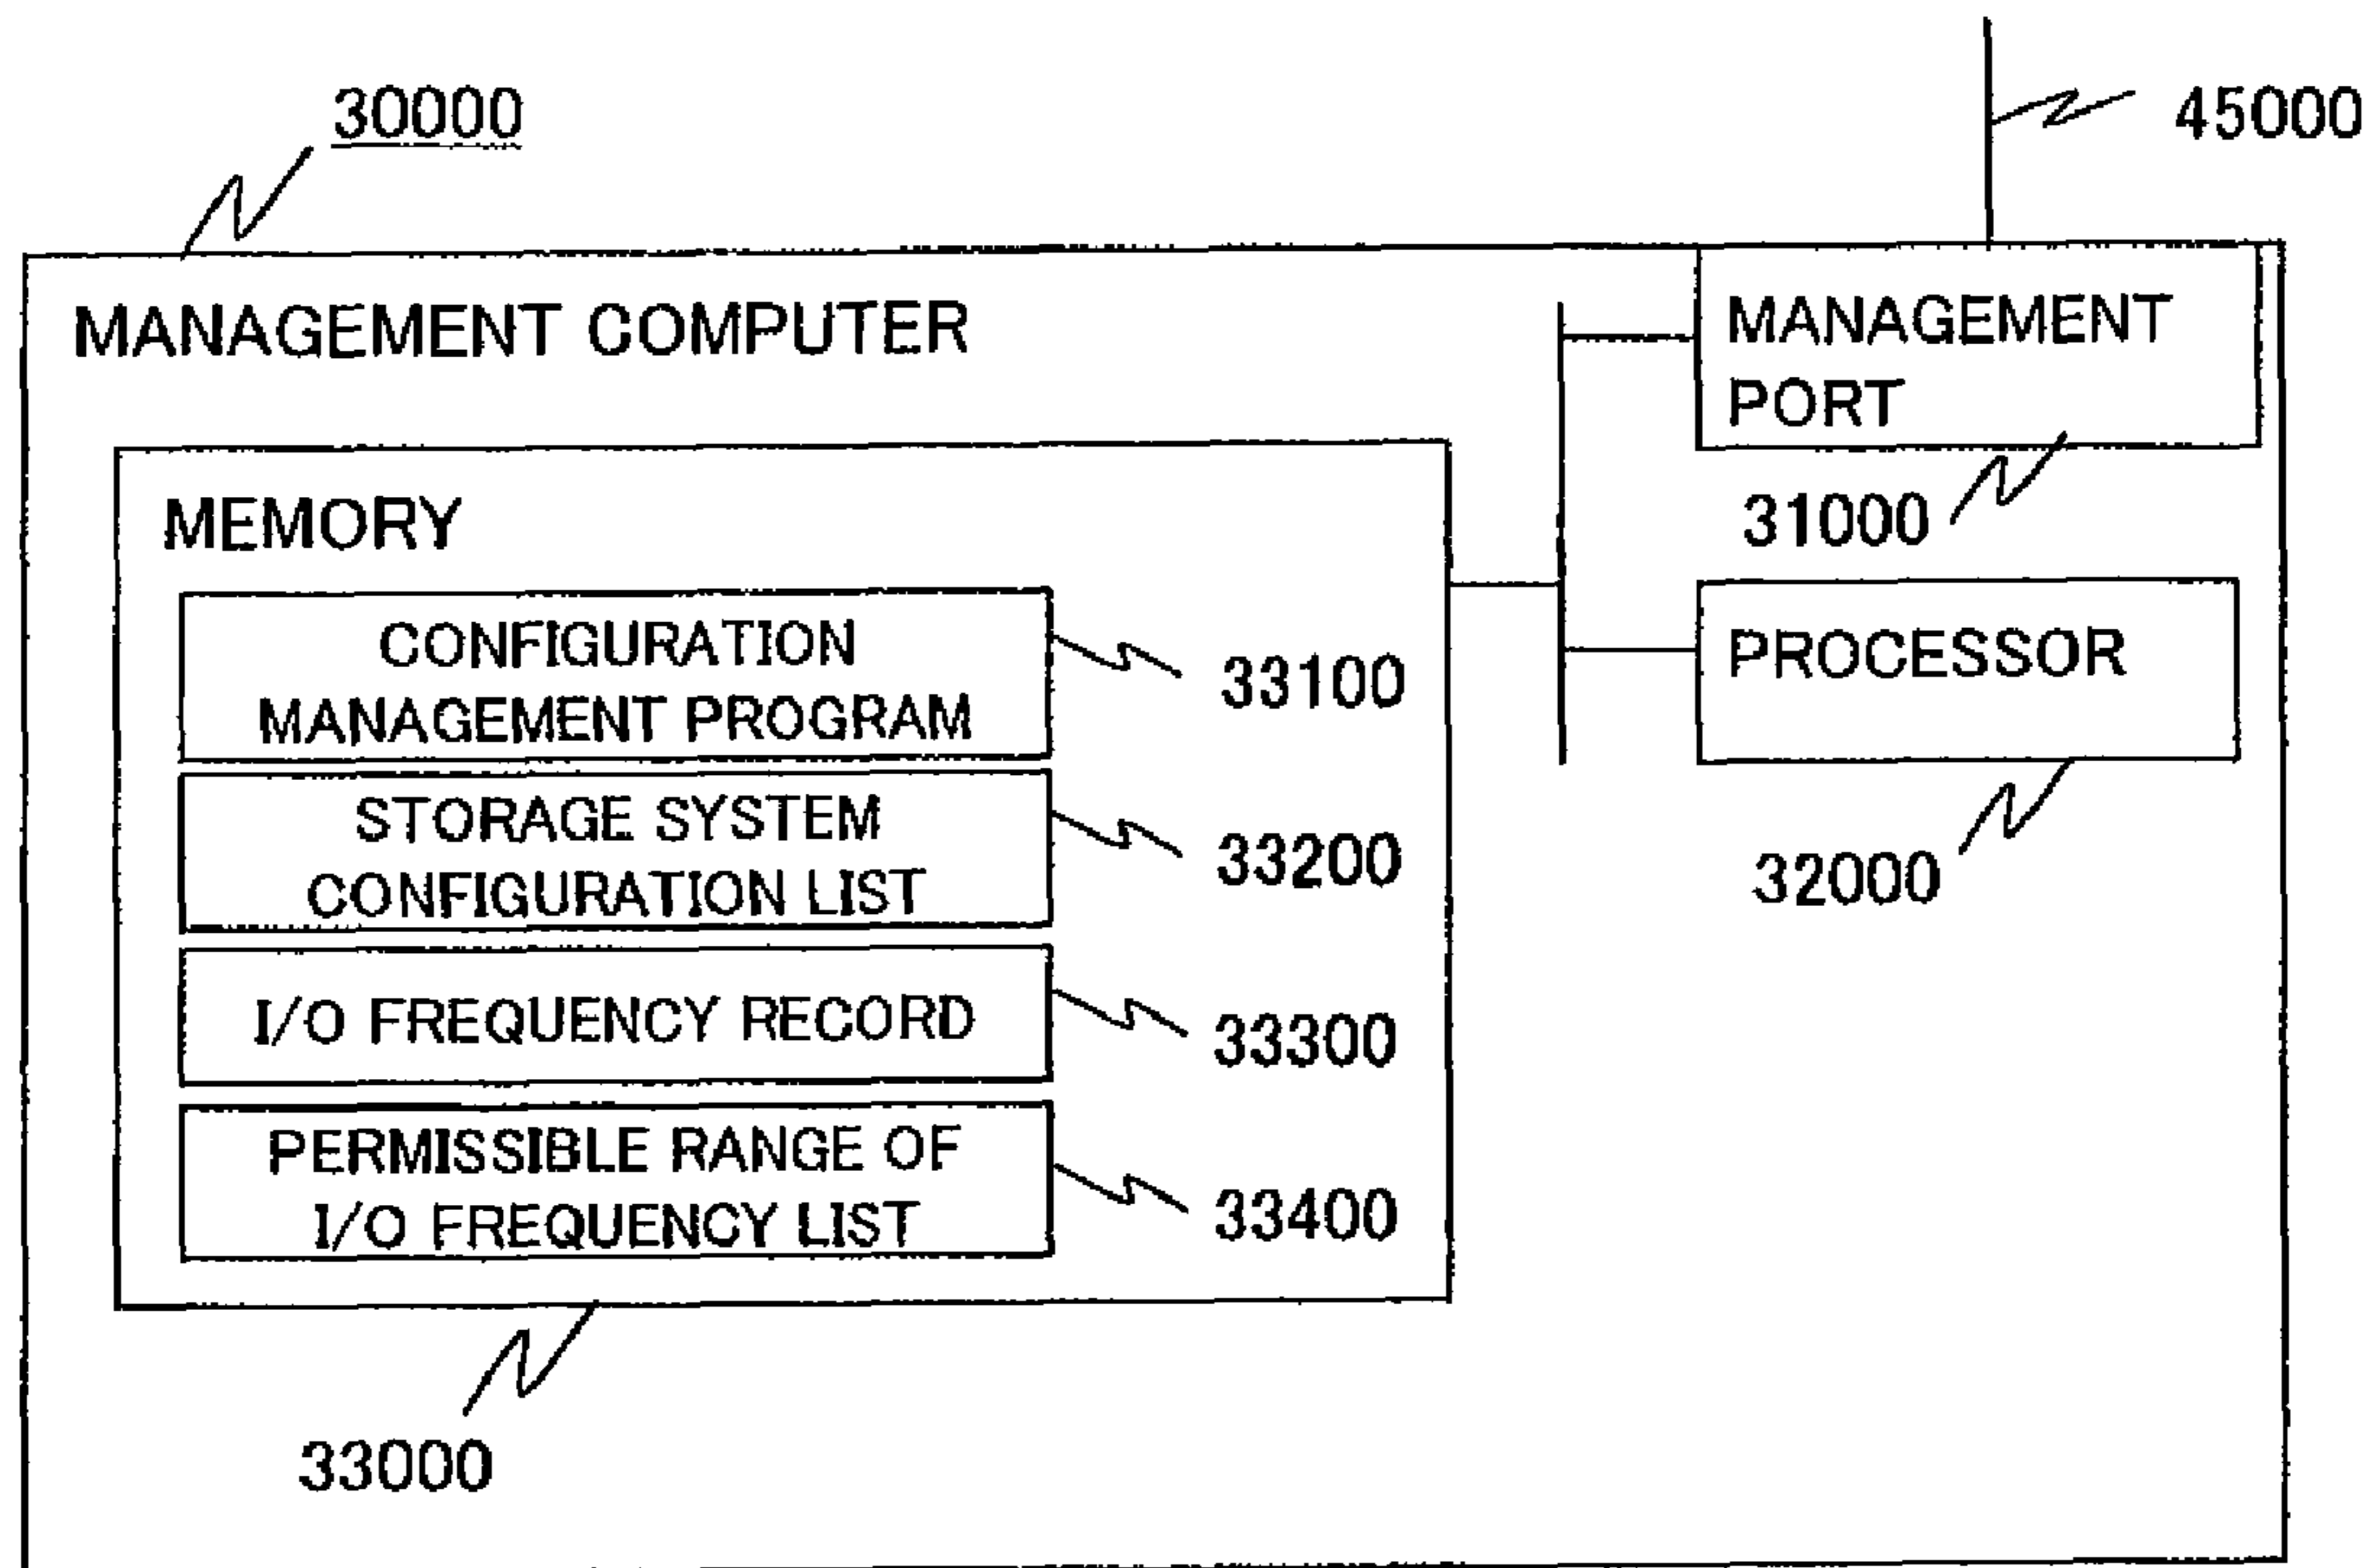 30000
45000
MANAGEMENT COMPUTER
MANAGEMENT
PORT
31000
MEMORY
CONFIGURATION
MANAGEMENT PROGRAM
33100
PROCESSOR
32000
STORAGE SYSTEM
CONFIGURATION LIST
33200
I/O FREQUENCY RECORD
33300
PERMISSIBLE RANGE OF
I/O FREQUENCY LIST
33400
33000